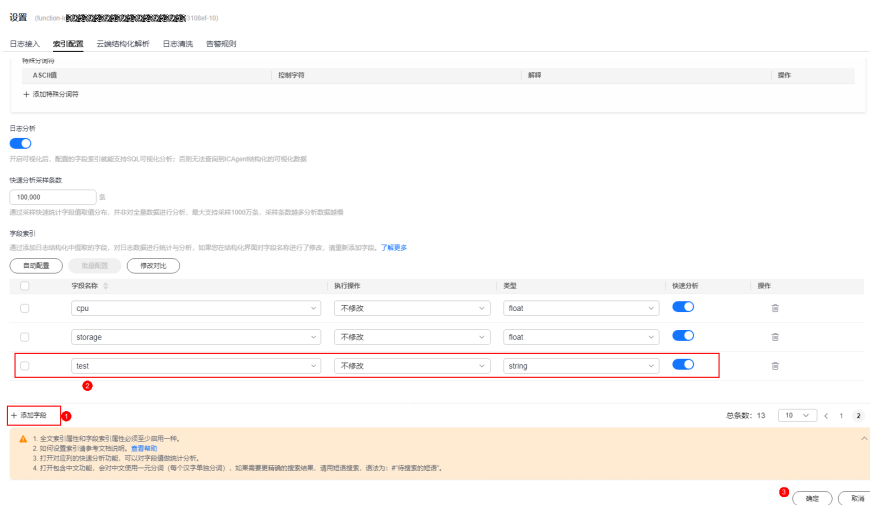 设置 (function-
3108ef-10)
日志接入 索引配置 云端结构化解析 日志清洗 告警规则
特殊分词符
ASCII值 控制字符 解释 操作
+ 添加特殊分词符
日志分析
开启可视化后，配置的字段索引就能支持SQL可视化分析；否则无法查询到ICAgent结构化的可视化数据
快速分析采样条数
100,000 条
通过采样快速统计字段值取值分布，并非对全量数据进行分析，最大支持采样1000万条，采样条数越多分析数据越慢
字段索引
通过添加日志结构化中提取的字段，对日志数据进行统计与分析，如果您在结构化界面对字段名称进行了修改，请重新添加字段。了解更多
自动配置 批量配置 修改对比
字段名称 执行操作 类型 快速分析 操作
cpu 不修改 float
storage 不修改 float
test 不修改 string
2
+ 添加字段 1 总条数：13 10 < 1 2
1. 全文索引属性和字段索引属性必须至少启用一种。
2. 如何设置索引请参考文档说明。查看帮助
3. 打开对应列的快速分析功能，可以对字段值做统计分析。
4. 打开包含中文功能，会对中文使用一元分词（每个汉字单独分词），如果需要更精确的搜索结果，请用短语搜索，语法为：#"待搜索的短语"。
3 确定 取消